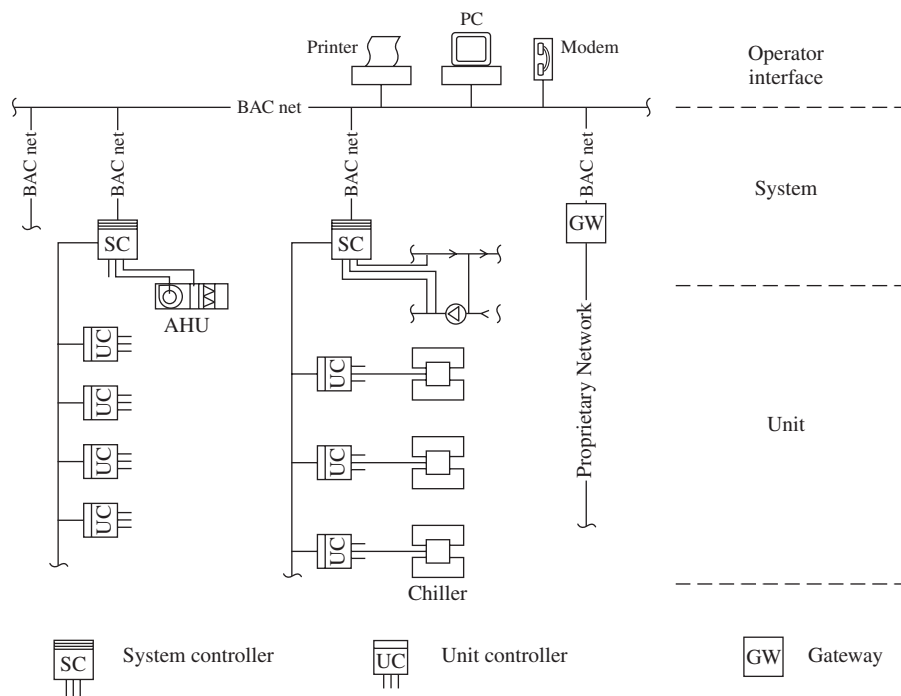 PC
Printer
Modem
Operator
interface
BAC net
BAC net
BAC net
BAC net
BAC net
System
SC
SC
GW
AHU
Proprietary Network
Unit
UC
UC
UC
UC
UC
UC
UC
Chiller
SC
System controller
UC
Unit controller
GW
Gateway